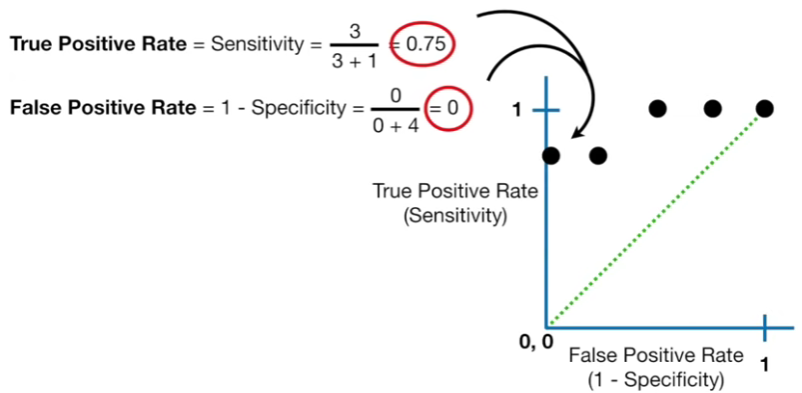 True Positive Rate = Sensitivity = 3 / 3 + 1 = 0.75
False Positive Rate = 1 - Specificity = 0 / 0 + 4 = 0
1
True Positive Rate
(Sensitivity)
0, 0
False Positive Rate
(1 - Specificity)
1